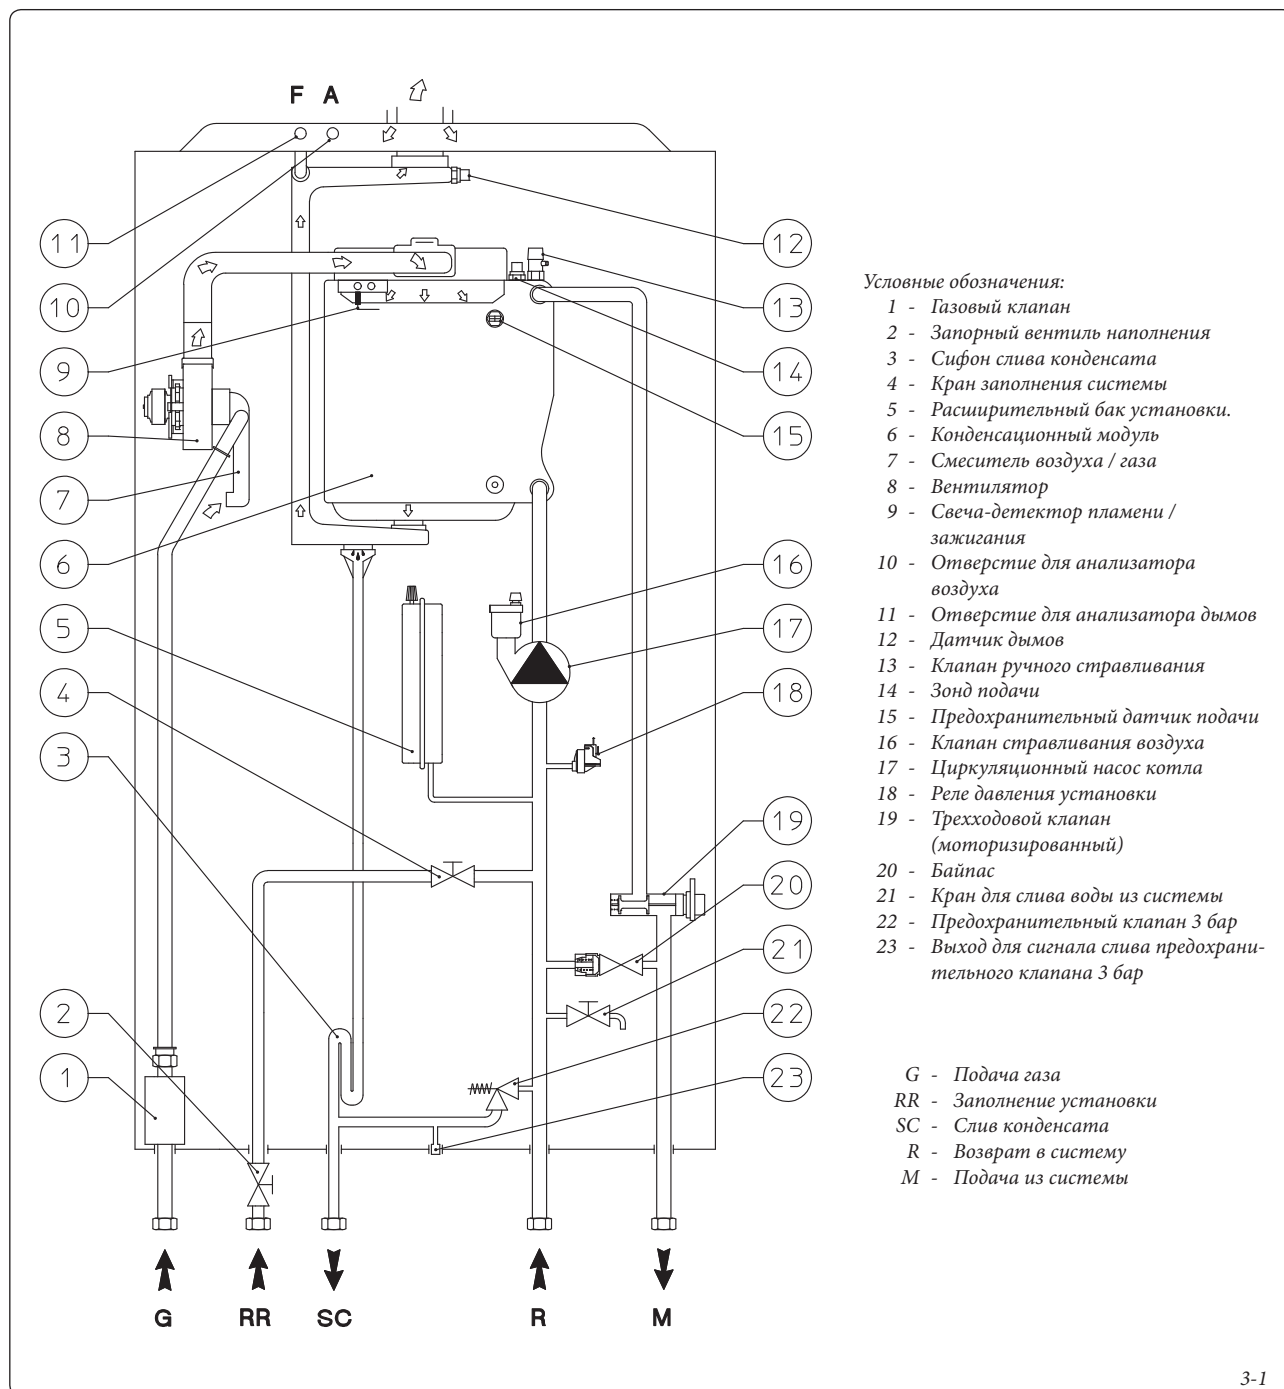 F A
11
10
9
8
7
6
5
4
3
2
1
12
13
14
15
16
17
18
19
20
21
22
23
G RR SC R M
Условные обозначения:
1 - Газовый клапан
2 - Запорный вентиль наполнения
3 - Сифон слива конденсата
4 - Кран заполнения системы
5 - Расширительный бак установки.
6 - Конденсационный модуль
7 - Смеситель воздуха / газа
8 - Вентилятор
9 - Свеча-детектор пламени /
зажигания
10 - Отверстие для анализатора
воздуха
11 - Отверстие для анализатора дымов
12 - Датчик дымов
13 - Клапан ручного стравливания
14 - Зонд подачи
15 - Предохранительный датчик подачи
16 - Клапан стравливания воздуха
17 - Циркуляционный насос котла
18 - Реле давления установки
19 - Трехходовой клапан
(моторизированный)
20 - Байпас
21 - Кран для слива воды из системы
22 - Предохранительный клапан 3 бар
23 - Выход для сигнала слива предохрани-
тельного клапана 3 бар
G - Подача газа
RR - Заполнение установки
SC - Слив конденсата
R - Возврат в систему
M - Подача из системы
3-1